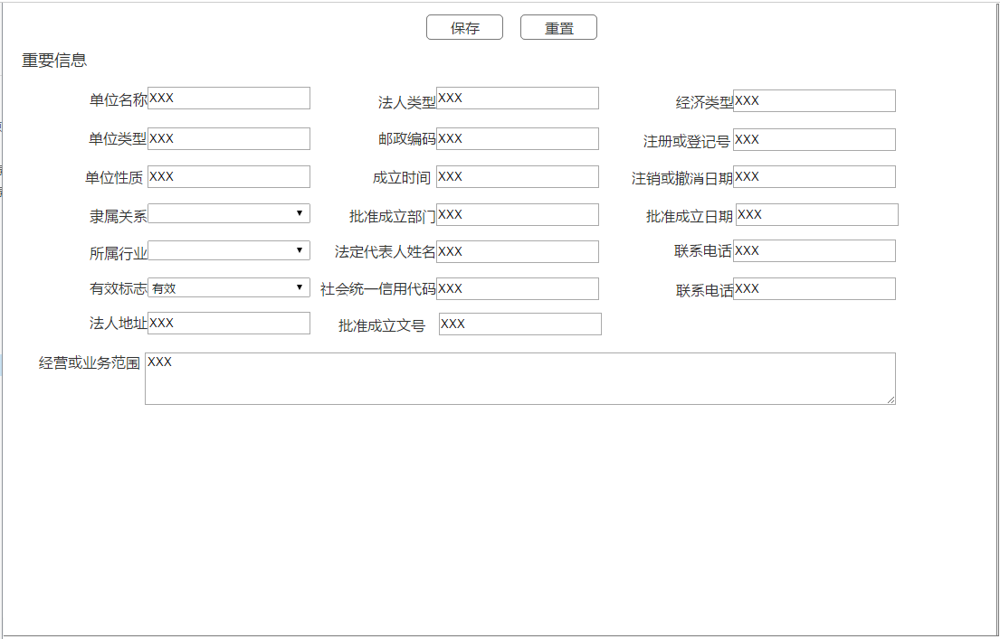 保存 重置
重要信息
单位名称 XXX 法人类型 XXX 经济类型 XXX
单位类型 XXX 邮政编码 XXX 注册或登记号 XXX
单位性质 XXX 成立时间 XXX 注销或撤消日期 XXX
隶属关系 批准成立部门 XXX 批准成立日期 XXX
所属行业 法定代表人姓名 XXX 联系电话 XXX
有效标志 有效 社会统一信用代码 XXX 联系电话 XXX
法人地址 XXX 批准成立文号 XXX
经营或业务范围 XXX